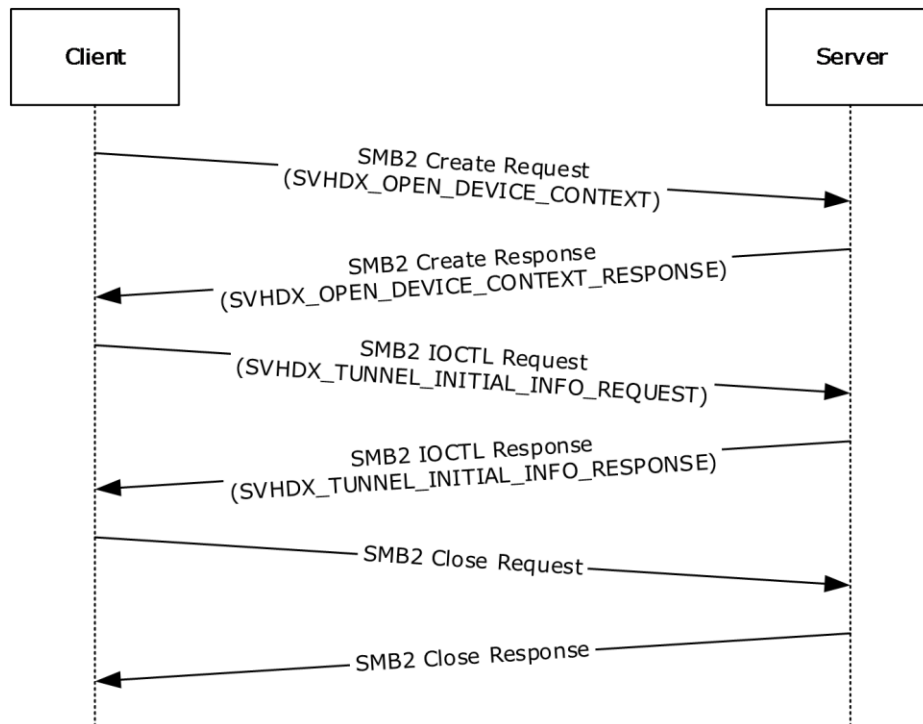 Client
Server
SMB2 Create Request
(SVHDX_OPEN_DEVICE_CONTEXT)
SMB2 Create Response
(SVHDX_OPEN_DEVICE_CONTEXT_RESPONSE)
SMB2 IOCTL Request
(SVHDX_TUNNEL_INITIAL_INFO_REQUEST)
SMB2 IOCTL Response
(SVHDX_TUNNEL_INITIAL_INFO_RESPONSE)
SMB2 Close Request
SMB2 Close Response